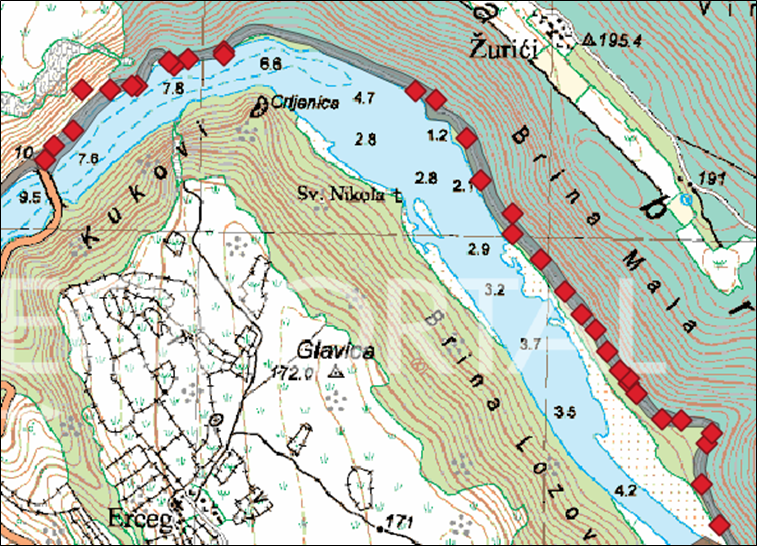 Vir
Žurići
195.4
6.6
7.8
4.7
Crljenica
10
1.2
2.8
7.6
Kukovi
Brina Mala
2.8
2.1
191
9.5
Sv. Nikola
b
2.9
3.2
r
PORTAL
3.7
Glavica
172.0
Brina Lozov
3.5
4.2
Erceg
171